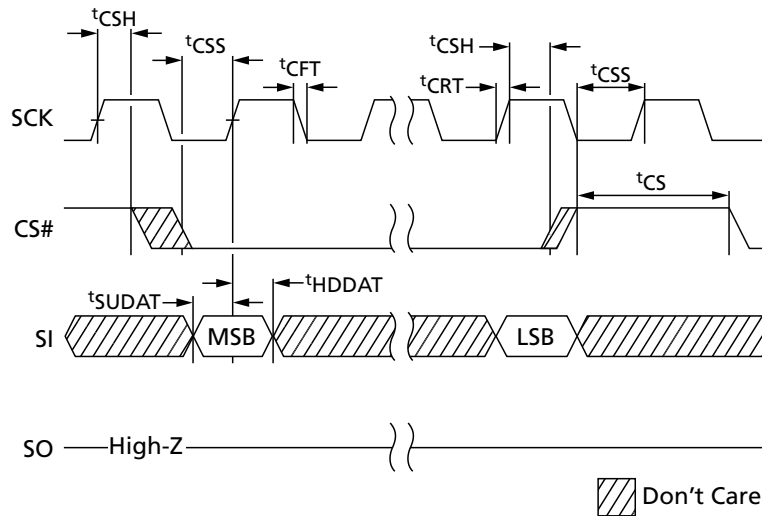 tCSH
tCSS
tCFT
tCSH
tCRT
tCSS
SCK
tCS
CS#
tHDDAT
tSUDAT
SI
MSB
LSB
SO
High-Z
Don't Care